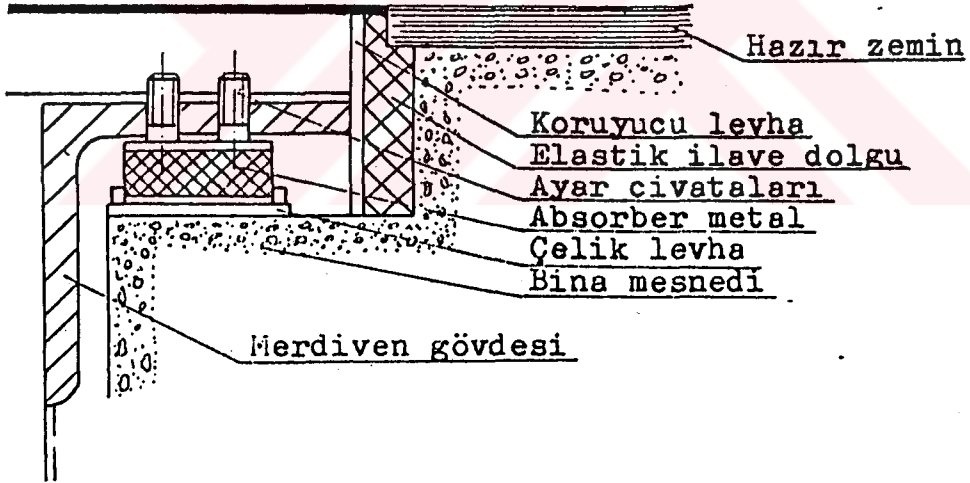 Hazır zemin
Koruyucu levha
Elastik ilave dolgu
Ayar civataları
Absorber metal
Çelik levha
Bina mesnedi
Merdiven gövdesi